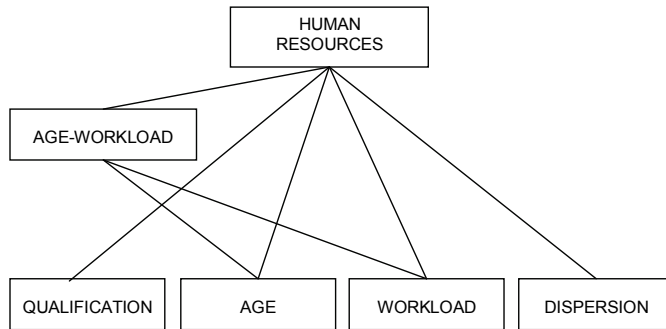 HUMAN
RESOURCES
AGE-WORKLOAD
QUALIFICATION
AGE
WORKLOAD
DISPERSION